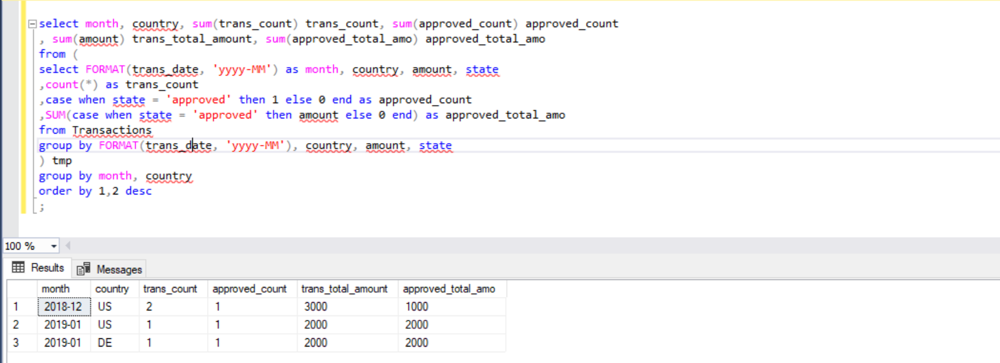 select month, country, sum(trans_count) trans_count, sum(approved_count) approved_count
, sum(amount) trans_total_amount, sum(approved_total_amo) approved_total_amo
from (
select FORMAT(trans_date, 'yyyy-MM') as month, country, amount, state
,count(*) as trans_count
,case when state = 'approved' then 1 else 0 end as approved_count
,SUM(case when state = 'approved' then amount else 0 end) as approved_total_amo
from Transactions
group by FORMAT(trans_date, 'yyyy-MM'), country, amount, state
) tmp
group by month, country
order by 1,2 desc
;
100 %
Results Messages
month country trans_count approved_count trans_total_amount approved_total_amo
1 2018-12 US 2 1 3000 1000
2 2019-01 US 1 1 2000 2000
3 2019-01 DE 1 1 2000 2000